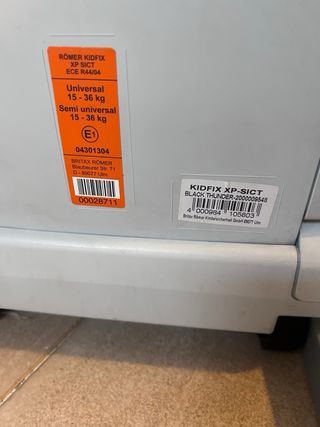 RÖMER KIDFIX
XP SICT
ECE R44/04
Universal
15 - 36 kg
Semi universal
15 - 36 kg
E1
04301304
BRITAX RÖMER
Blaubeurer Str. 71
D - 89077 Ulm
00028711
KIDFIX XP-SICT
BLACK THUNDER-2000009548
4 000984 105803
Britax Römer Kindersicherheit GmbH 89077 Ulm